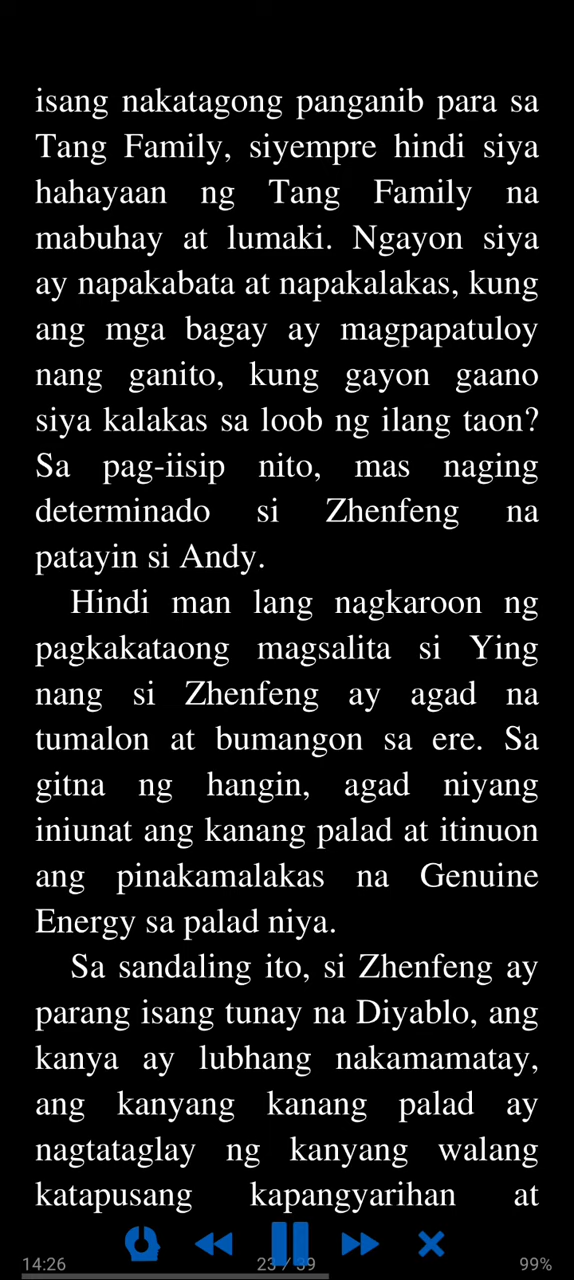 isang nakatagong panganib para sa
Tang Family, siyempre hindi siya
hahayaan ng Tang Family na
mabuhay at lumaki. Ngayon siya
ay napakabata at napakalakas, kung
ang mga bagay ay magpapatuloy
nang ganito, kung gayon gaano
siya kalakas sa loob ng ilang taon?
Sa pag-iisip nito, mas naging
determinado si Zhenfeng na
patayin si Andy.
Hindi man lang nagkaroon ng
pagkakataong magsalita si Ying
nang si Zhenfeng ay agad na
tumalon at bumangon sa ere. Sa
gitna ng hangin, agad niyang
iniunat ang kanang palad at itinuon
ang pinakamalakas na Genuine
Energy sa palad niya.
Sa sandaling ito, si Zhenfeng ay
parang isang tunay na Diyablo, ang
kanya ay lubhang nakamamatay,
ang kanyang kanang palad ay
nagtataglay ng kanyang walang
katapusang kapangyarihan at
14:26 23 / 39 99%